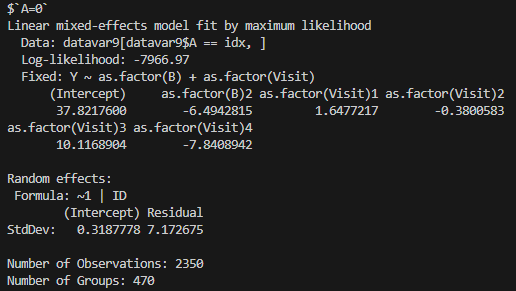 $`A=0`
Linear mixed-effects model fit by maximum likelihood
  Data: datavar9[datavar9$A == idx, ]
  Log-likelihood: -7966.97
  Fixed: Y ~ as.factor(B) + as.factor(Visit)
      (Intercept)     as.factor(B)2 as.factor(Visit)1 as.factor(Visit)2
       37.8217600        -6.4942815         1.6477217        -0.3800583
as.factor(Visit)3 as.factor(Visit)4
       10.1168904        -7.8408942

Random effects:
 Formula: ~1 | ID
        (Intercept) Residual
StdDev:   0.3187778 7.172675

Number of Observations: 2350
Number of Groups: 470